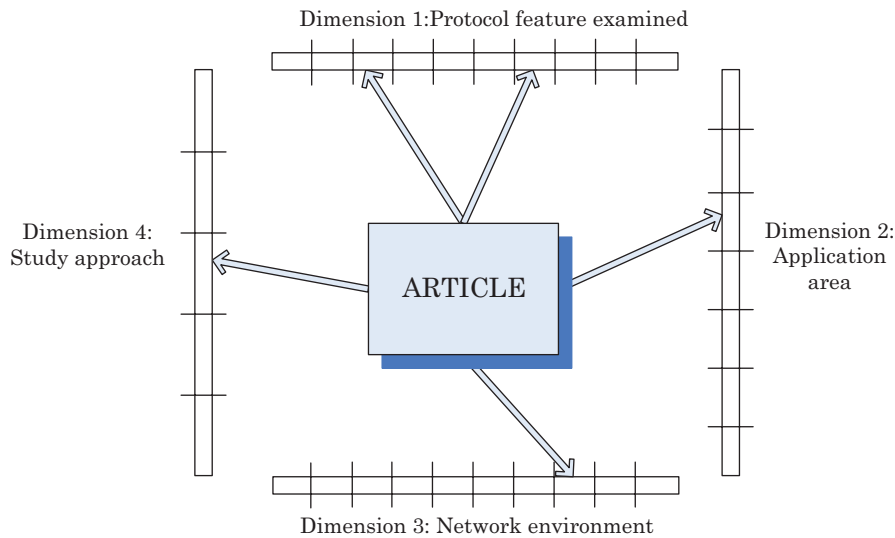 Dimension 1:Protocol feature examined
Dimension 4:
Study approach
ARTICLE
Dimension 2:
Application
area
Dimension 3: Network environment